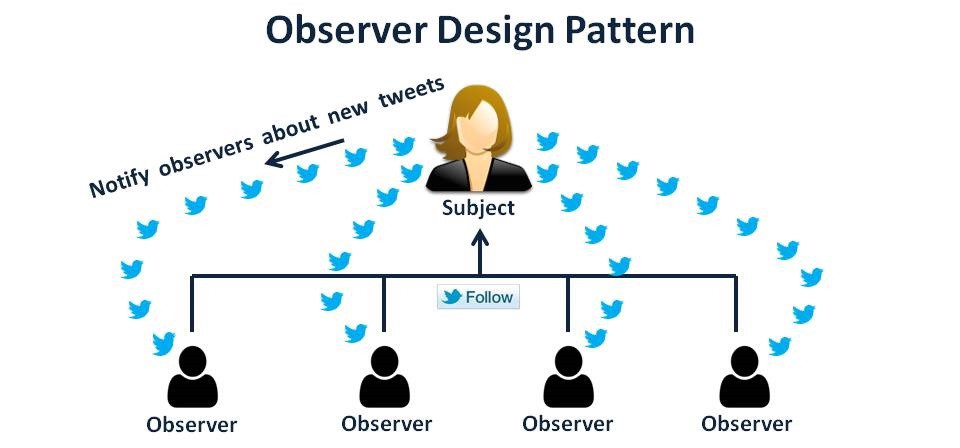 Observer Design Pattern
Notify observers about new tweets
Subject
Follow
Observer
Observer
Observer
Observer